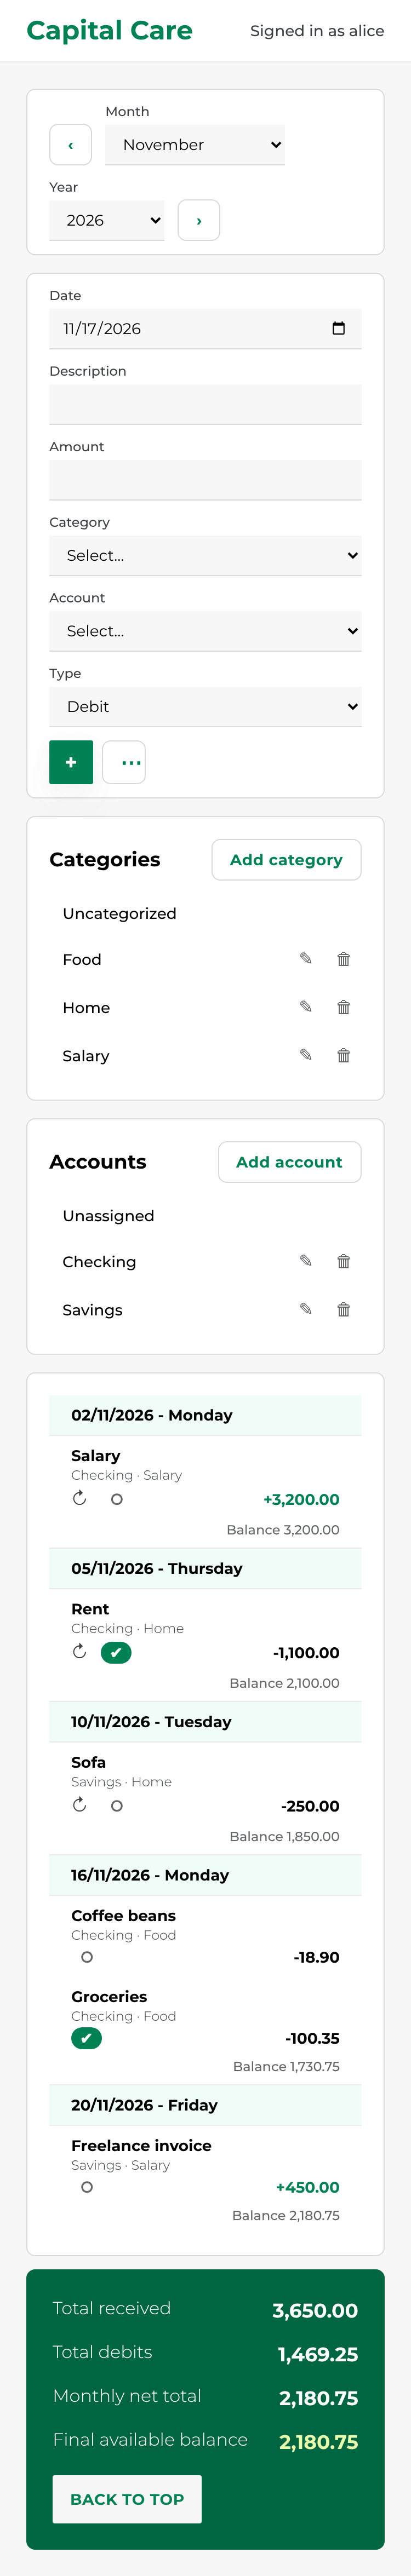 Capital Care
Signed in as alice
Month
‹
November
Year
2026
›
Date
11/17/2026
Description
Amount
Category
Select...
Account
Select...
Type
Debit
+
...
Categories
Add category
Uncategorized
Food
Home
Salary
Accounts
Add account
Unassigned
Checking
Savings
02/11/2026 - Monday
Salary
Checking · Salary
+3,200.00
Balance 3,200.00
05/11/2026 - Thursday
Rent
Checking · Home
-1,100.00
Balance 2,100.00
10/11/2026 - Tuesday
Sofa
Savings · Home
-250.00
Balance 1,850.00
16/11/2026 - Monday
Coffee beans
Checking · Food
-18.90
Groceries
Checking · Food
-100.35
Balance 1,730.75
20/11/2026 - Friday
Freelance invoice
Savings · Salary
+450.00
Balance 2,180.75
Total received 3,650.00
Total debits 1,469.25
Monthly net total 2,180.75
Final available balance 2,180.75
BACK TO TOP